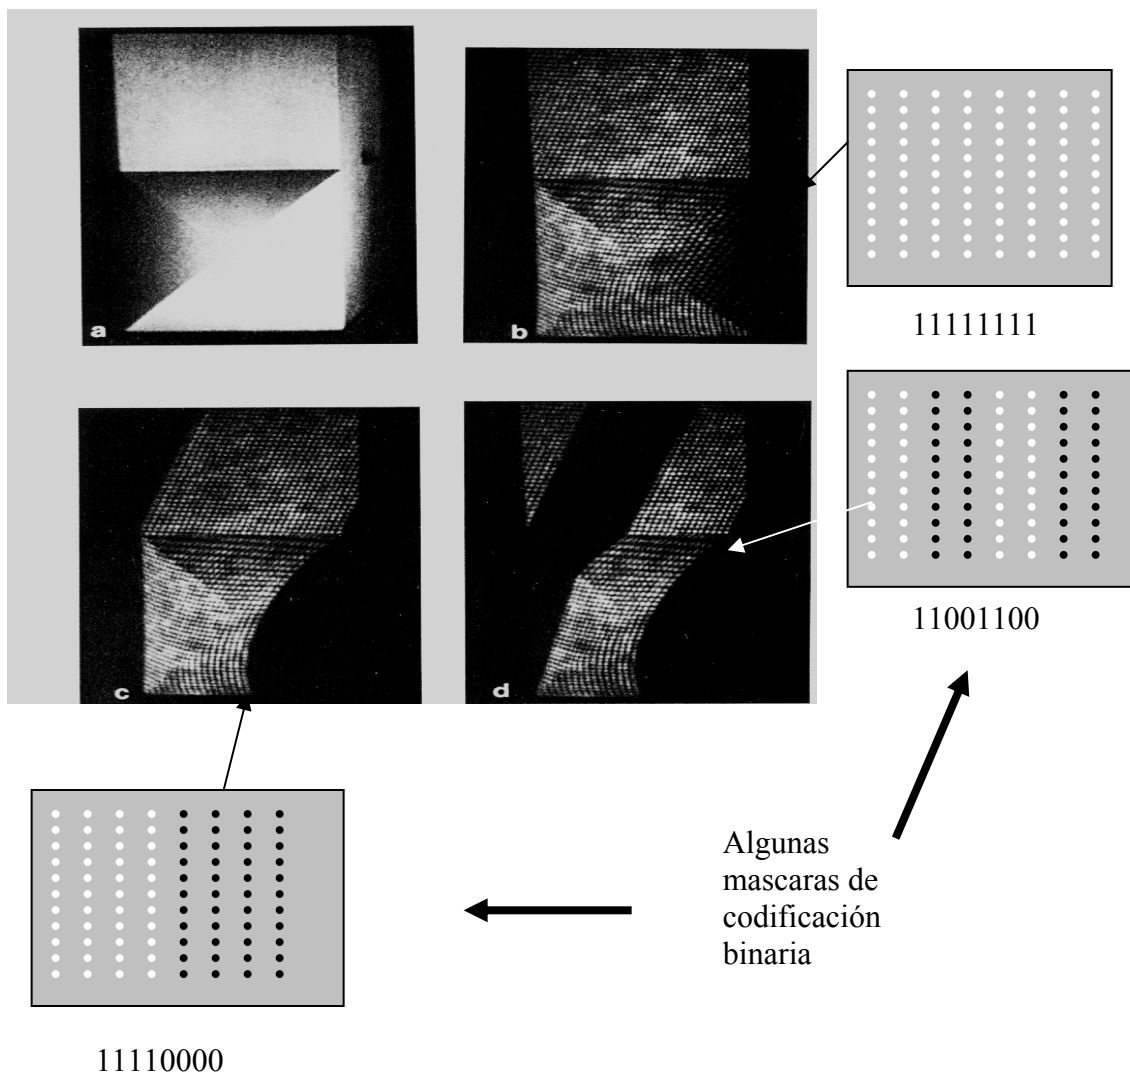 a
b
11111111
c
d
11001100
Algunas
mascaras de
codificación
binaria
11110000